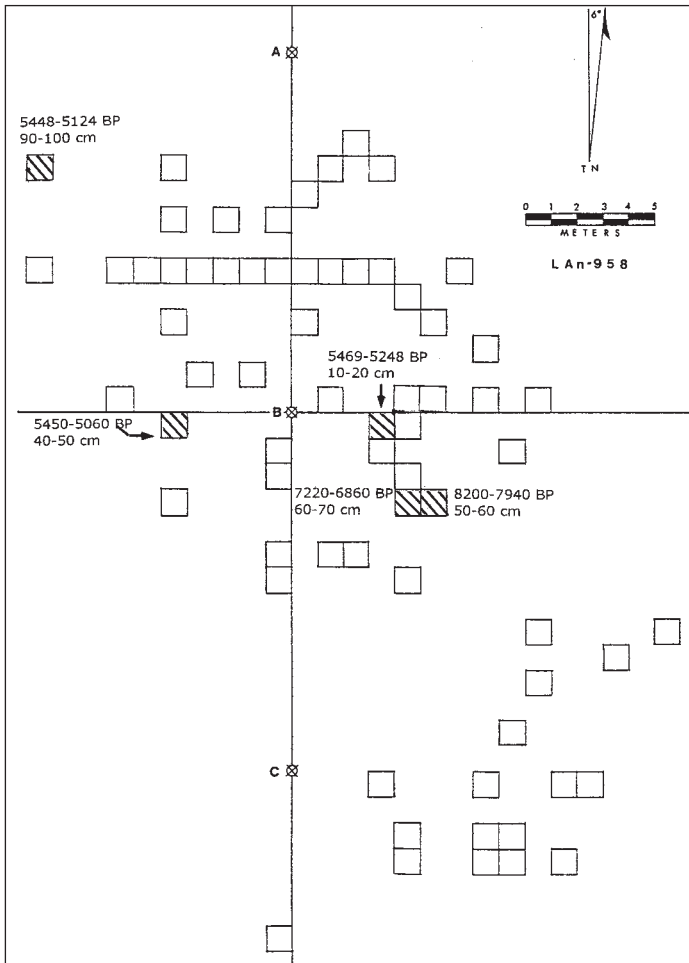 A
6°
5448-5124 BP
90-100 cm
TN
0 1 2 3 4 5
METERS
LAn-958
5469-5248 BP
10-20 cm
B
5450-5060 BP
40-50 cm
7220-6860 BP
60-70 cm
8200-7940 BP
50-60 cm
C